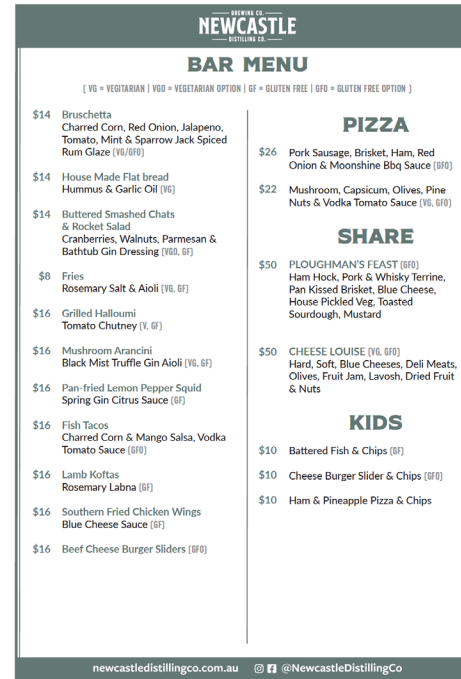 BREWING CO.
NEWCASTLE
DISTILLING CO.
BAR MENU
[ VG = VEGITARIAN | VGO = VEGETARIAN OPTION | GF = GLUTEN FREE | GFO = GLUTEN FREE OPTION ]
$14 Bruschetta
Charred Corn, Red Onion, Jalapeno,
Tomato, Mint & Sparrow Jack Spiced
Rum Glaze [VG/GFO]
$14 House Made Flat bread
Hummus & Garlic Oil [VG]
$14 Buttered Smashed Chats
& Rocket Salad
Cranberries, Walnuts, Parmesan &
Bathtub Gin Dressing [VGO, GF]
$8 Fries
Rosemary Salt & Aioli [VG, GF]
$16 Grilled Halloumi
Tomato Chutney [V, GF]
$16 Mushroom Arancini
Black Mist Truffle Gin Aioli [VG, GF]
$16 Pan-fried Lemon Pepper Squid
Spring Gin Citrus Sauce [GF]
$16 Fish Tacos
Charred Corn & Mango Salsa, Vodka
Tomato Sauce [GFO]
$16 Lamb Koftas
Rosemary Labna [GF]
$16 Southern Fried Chicken Wings
Blue Cheese Sauce [GF]
$16 Beef Cheese Burger Sliders [GFO]
PIZZA
$26 Pork Sausage, Brisket, Ham, Red
Onion & Moonshine Bbq Sauce [GFO]
$22 Mushroom, Capsicum, Olives, Pine
Nuts & Vodka Tomato Sauce [VG, GFO]
SHARE
$50 PLOUGHMAN'S FEAST [GFO]
Ham Hock, Pork & Whisky Terrine,
Pan Kissed Brisket, Blue Cheese,
House Pickled Veg, Toasted
Sourdough, Mustard
$50 CHEESE LOUISE [VG, GFO]
Hard, Soft, Blue Cheeses, Deli Meats,
Olives, Fruit Jam, Lavosh, Dried Fruit
& Nuts
KIDS
$10 Battered Fish & Chips [GF]
$10 Cheese Burger Slider & Chips [GFO]
$10 Ham & Pineapple Pizza & Chips
newcastledistillingco.com.au @NewcastleDistillingCo